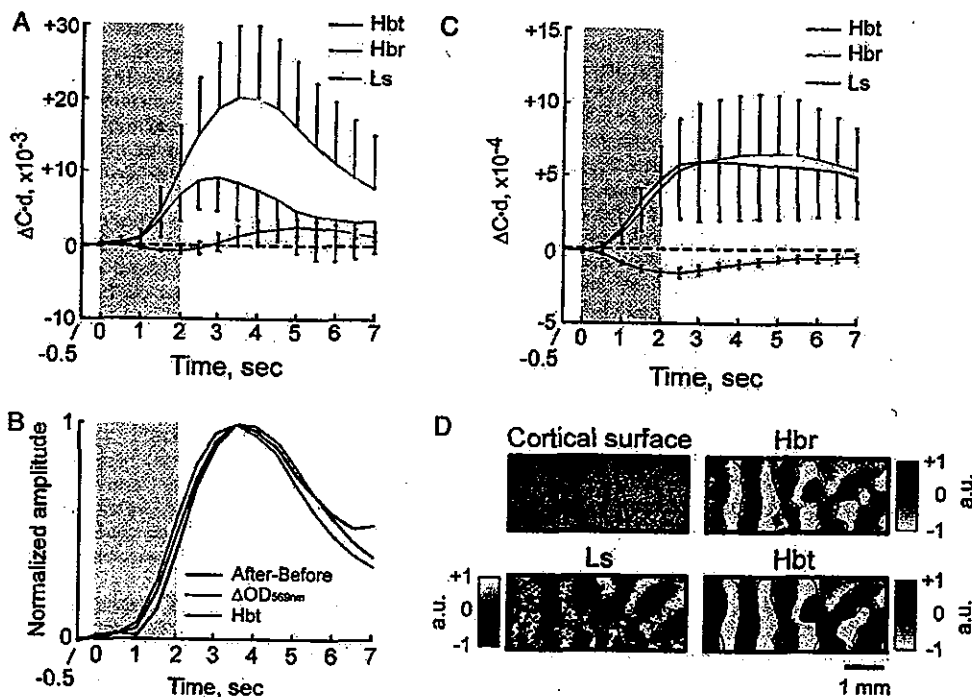 A
+30
+20
+10
0
-10
ΔC·d, x10-3
Hbt
Hbr
Ls
-0.5
0 1 2 3 4 5 6 7
Time, sec
C
+15
+10
+5
0
-5
ΔC·d, x10-4
Hbt
Hbr
Ls
-0.5
0 1 2 3 4 5 6 7
Time, sec
B
1
0
Normalized amplitude
After-Before
ΔOD569nm
Hbt
-0.5
0 1 2 3 4 5 6 7
Time, sec
D
Cortical surface
Hbr
+1
0
-1
a.u.
Ls
+1
0
-1
a.u.
Hbt
+1
0
-1
a.u.
1 mm